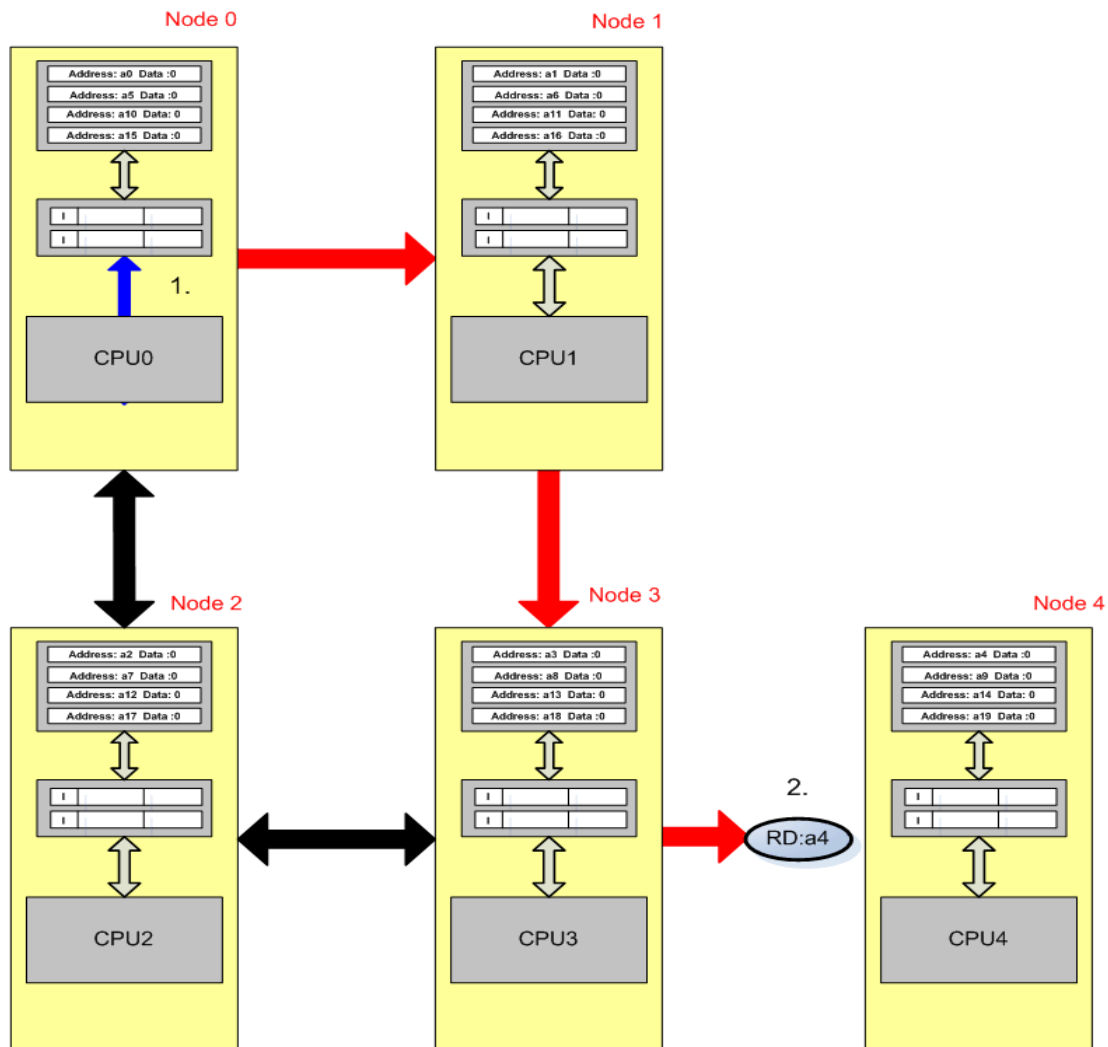 Node 0
Address: a0 Data :0
Address: a5 Data :0
Address: a10 Data: 0
Address: a15 Data :0
I
I
1.
CPU0
Node 1
Address: a1 Data :0
Address: a6 Data :0
Address: a11 Data: 0
Address: a16 Data :0
I
I
CPU1
Node 2
Address: a2 Data :0
Address: a7 Data :0
Address: a12 Data: 0
Address: a17 Data :0
I
I
CPU2
Node 3
Address: a3 Data :0
Address: a8 Data :0
Address: a13 Data: 0
Address: a18 Data :0
I
I
CPU3
2.
RD:a4
Node 4
Address: a4 Data :0
Address: a9 Data :0
Address: a14 Data: 0
Address: a19 Data :0
I
I
CPU4